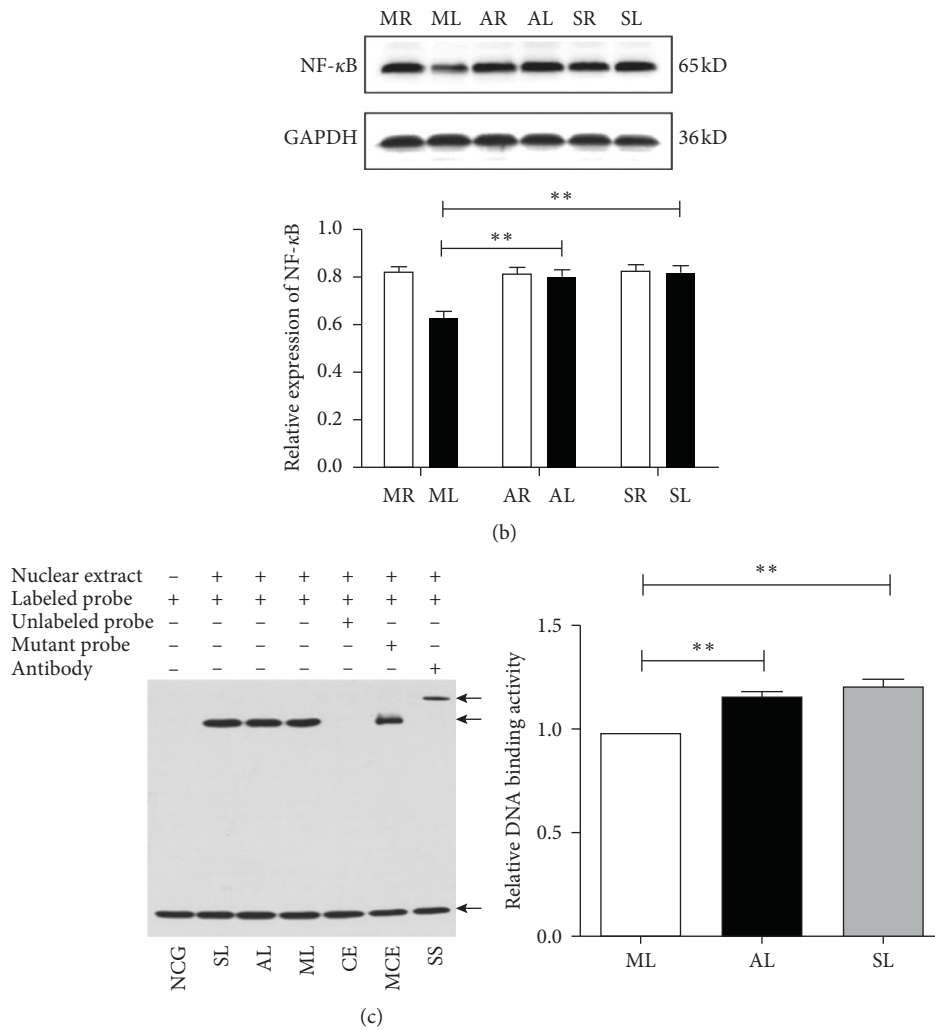 MR ML AR AL SR SL
NF-κB 65 kD
GAPDH 36 kD
**
**
Relative expression of NF-κB
1.0
0.8
0.6
0.4
0.2
0.0
MR ML AR AL SR SL
(b)
Nuclear extract – + + + + + +
Labeled probe + + + + + + +
Unlabeled probe – – – – + – –
Mutant probe – – – – – + –
Antibody – – – – – – +
NCG SL AL ML CE MCE SS
**
**
Relative DNA binding activity
1.5
1.0
0.5
0.0
ML AL SL
(c)